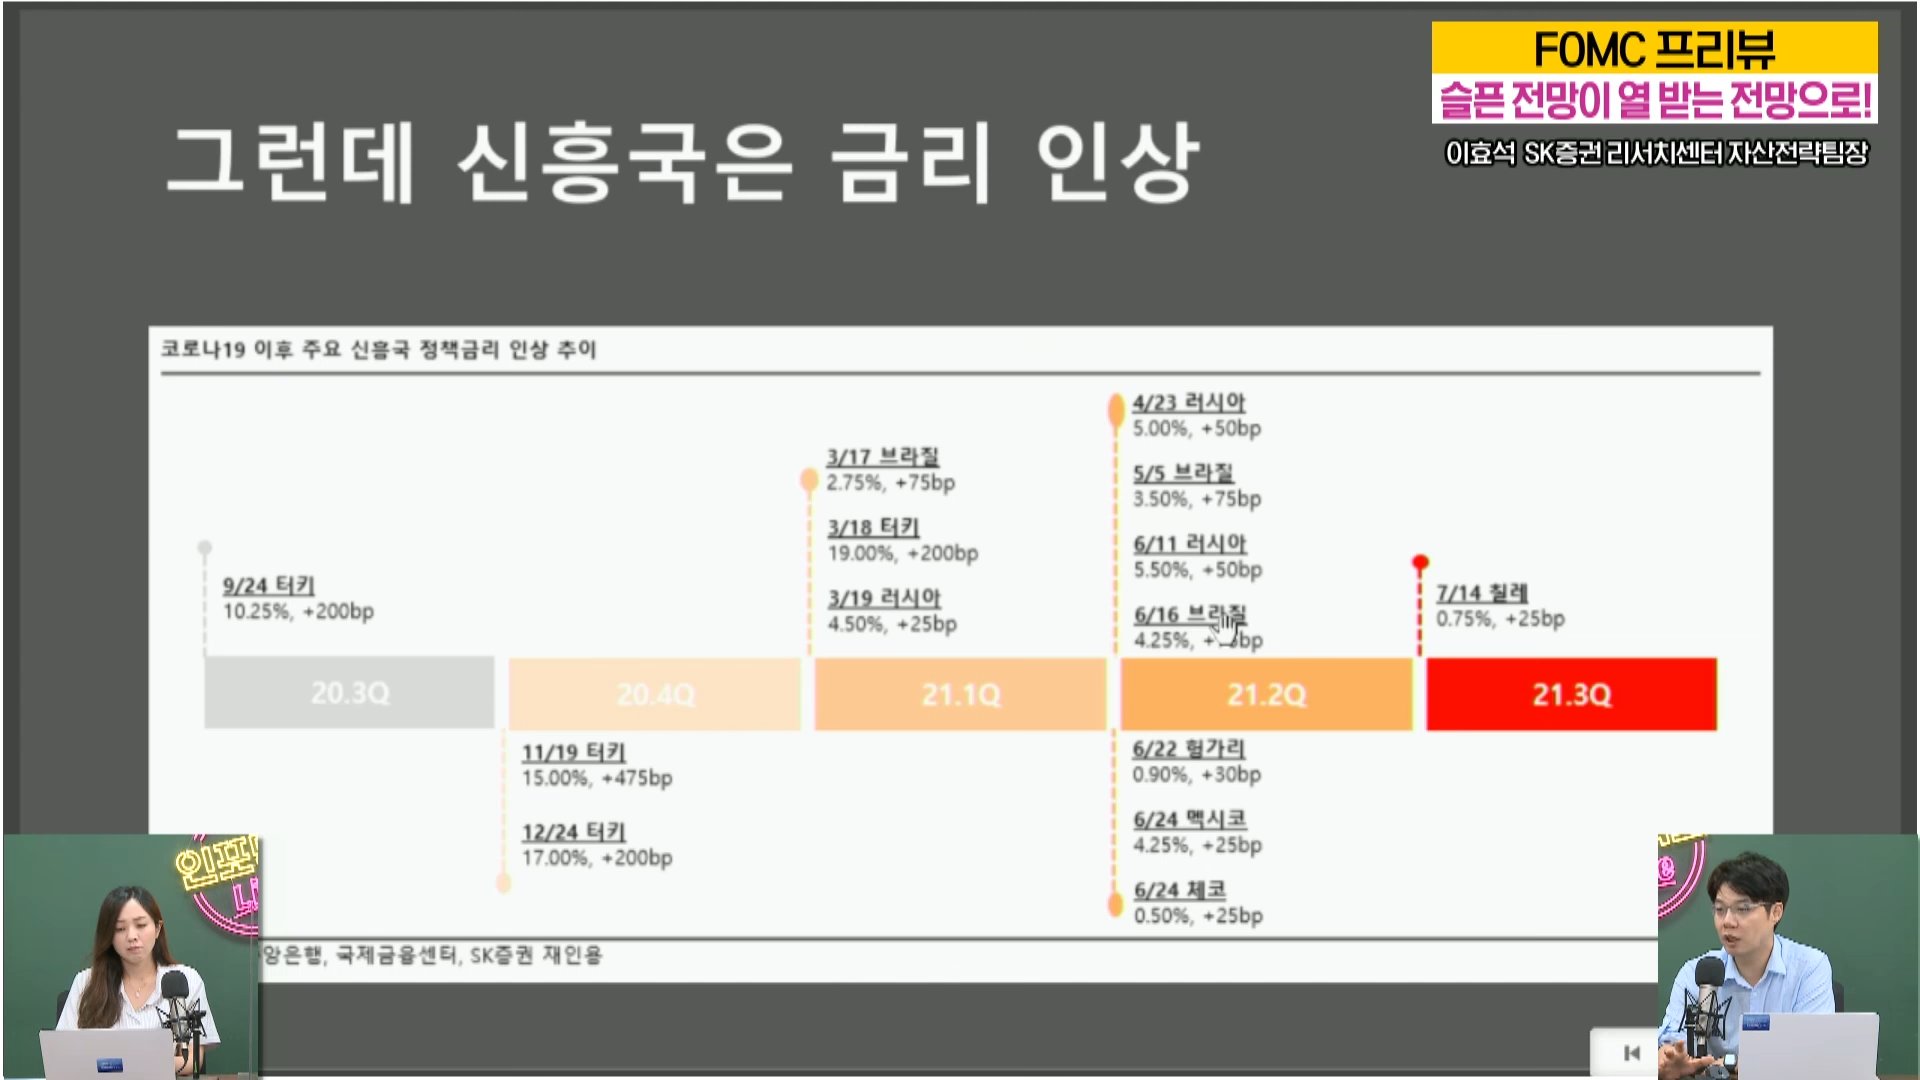 FOMC 프리뷰
슬픈 전망이 열 받는 전망으로!
이효석 SK증권 리서치센터 자산전략팀장
그런데 신흥국은 금리 인상
코로나19 이후 주요 신흥국 정책금리 인상 추이
9/24 터키
10.25%, +200bp
3/17 브라질
2.75%, +75bp
3/18 터키
19.00%, +200bp
3/19 러시아
4.50%, +25bp
4/23 러시아
5.00%, +50bp
5/5 브라질
3.50%, +75bp
6/11 러시아
5.50%, +50bp
6/16 브라질
4.25%,
7/14 칠레
0.75%, +25bp
20.3Q
20.4Q
21.1Q
21.2Q
21.3Q
11/19 터키
15.00%, +475bp
12/24 터키
17.00%, +200bp
6/22 헝가리
0.90%, +30bp
6/24 멕시코
4.25%, +25bp
6/24 체코
0.50%, +25bp
앙은행, 국제금융센터, SK증권 재인용